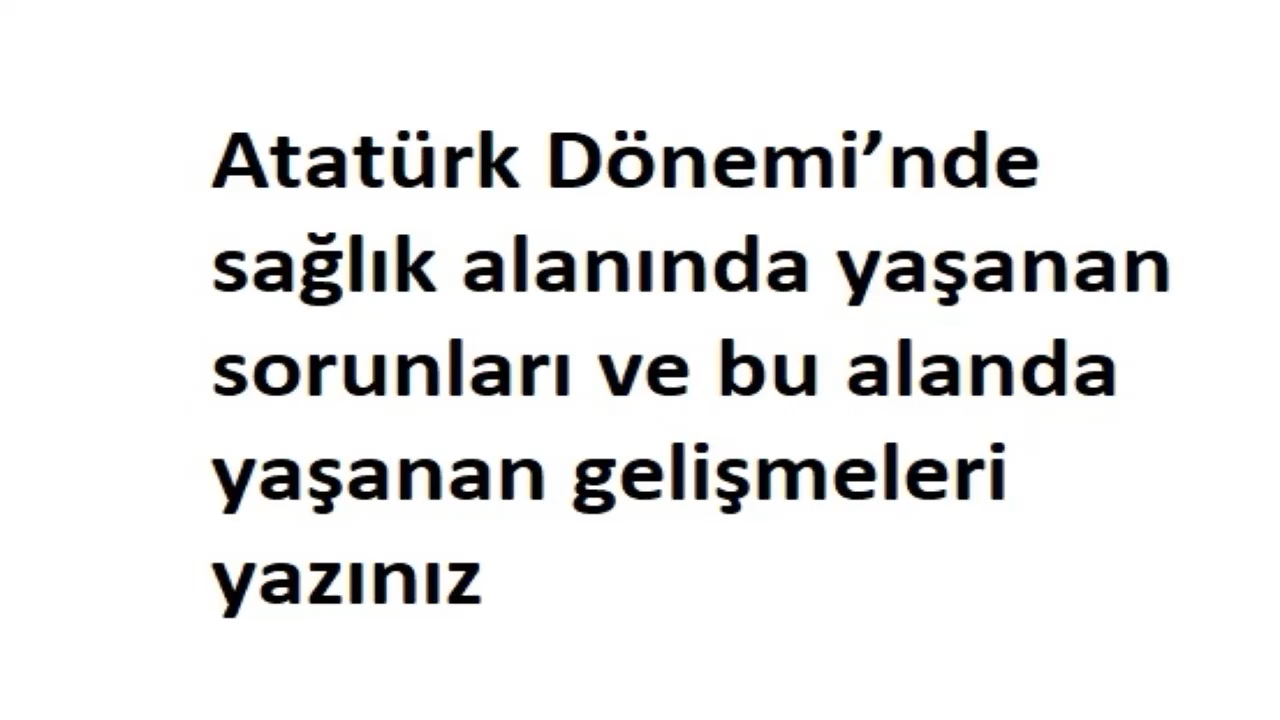 Atatürk Dönemi’nde
sağlık alanında yaşanan
sorunları ve bu alanda
yaşanan gelişmeleri
yazınız